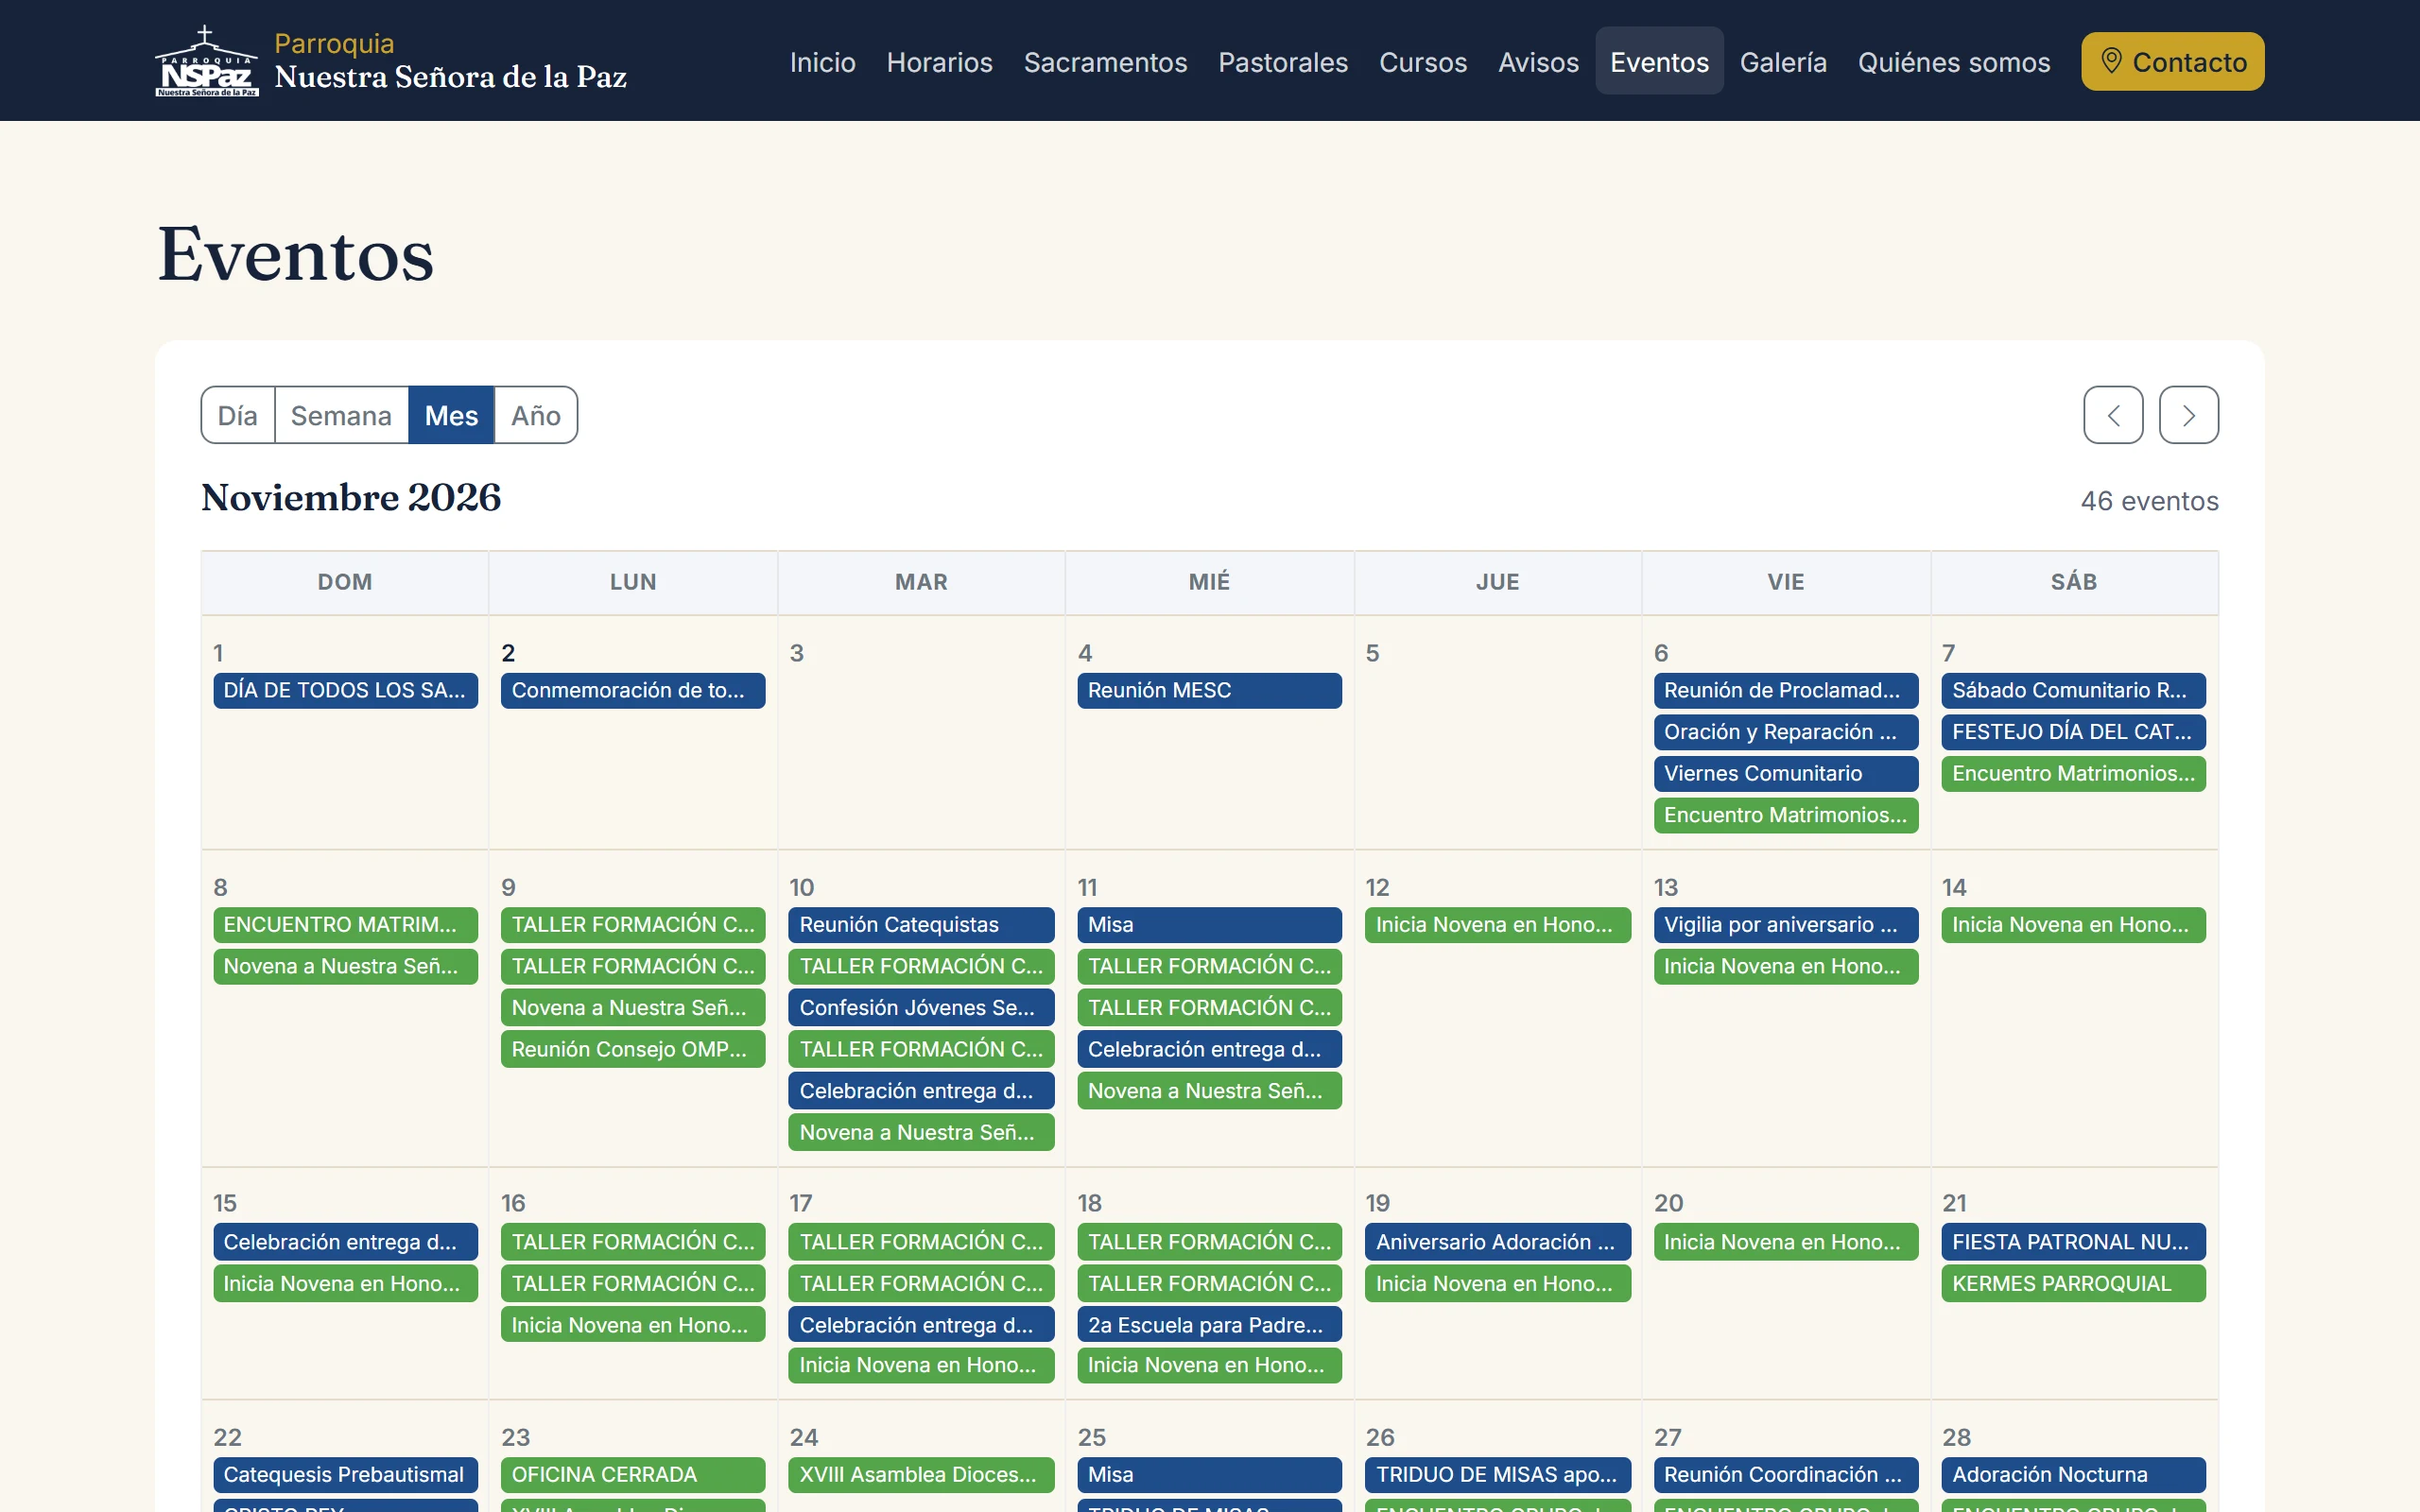 PARROQUIA
NSPaz
Nuestra Señora de la Paz
Parroquia
Nuestra Señora de la Paz
Inicio
Horarios
Sacramentos
Pastorales
Cursos
Avisos
Eventos
Galería
Quiénes somos
Contacto
Eventos
Día
Semana
Mes
Año
Noviembre 2026
46 eventos
DOM
LUN
MAR
MIÉ
JUE
VIE
SÁB
1
DÍA DE TODOS LOS SA...
2
Conmemoración de to...
3
4
Reunión MESC
5
6
Reunión de Proclamad...
Oración y Reparación ...
Viernes Comunitario
Encuentro Matrimonios...
7
Sábado Comunitario R...
FESTEJO DÍA DEL CAT...
Encuentro Matrimonios...
8
ENCUENTRO MATRIM...
Novena a Nuestra Señ...
9
TALLER FORMACIÓN C...
TALLER FORMACIÓN C...
Novena a Nuestra Señ...
Reunión Consejo OMP...
10
Reunión Catequistas
TALLER FORMACIÓN C...
Confesión Jóvenes Se...
TALLER FORMACIÓN C...
Celebración entrega d...
Novena a Nuestra Señ...
11
Misa
TALLER FORMACIÓN C...
TALLER FORMACIÓN C...
Celebración entrega d...
Novena a Nuestra Señ...
12
Inicia Novena en Hono...
13
Vigilia por aniversario ...
Inicia Novena en Hono...
14
Inicia Novena en Hono...
15
Celebración entrega d...
Inicia Novena en Hono...
16
TALLER FORMACIÓN C...
TALLER FORMACIÓN C...
Inicia Novena en Hono...
17
TALLER FORMACIÓN C...
TALLER FORMACIÓN C...
Celebración entrega d...
Inicia Novena en Hono...
18
TALLER FORMACIÓN C...
TALLER FORMACIÓN C...
2a Escuela para Padre...
Inicia Novena en Hono...
19
Aniversario Adoración ...
Inicia Novena en Hono...
20
Inicia Novena en Hono...
21
FIESTA PATRONAL NU...
KERMES PARROQUIAL
22
Catequesis Prebautismal
23
OFICINA CERRADA
24
XVIII Asamblea Dioces...
25
Misa
26
TRIDUO DE MISAS apo...
27
Reunión Coordinación ...
28
Adoración Nocturna